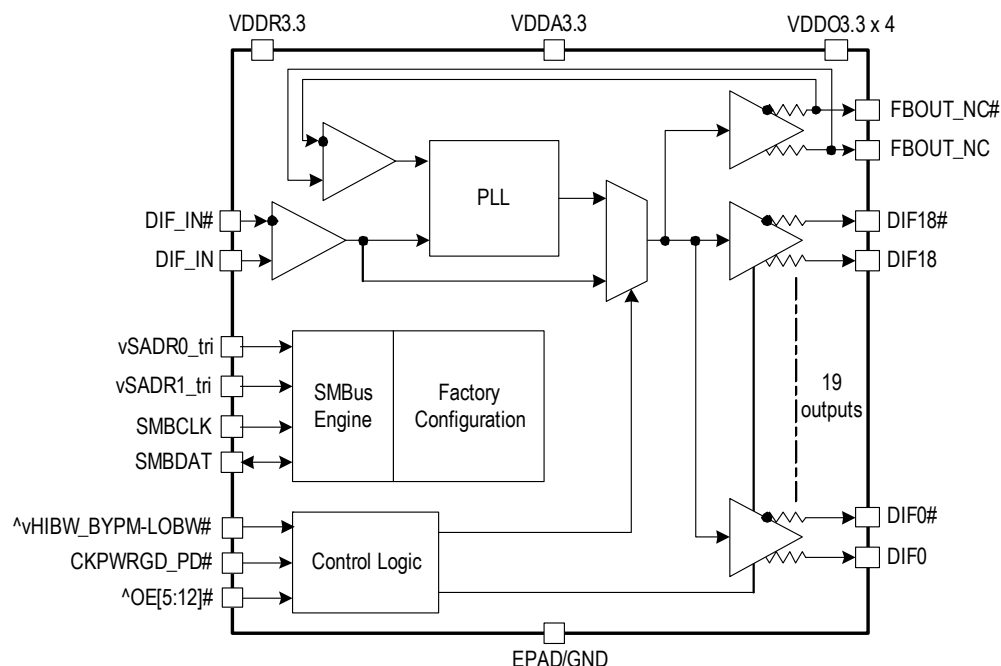 VDDR3.3
VDDA3.3
VDDO3.3 x 4
FBOUT_NC#
FBOUT_NC
PLL
DIF_IN#
DIF_IN
DIF18#
DIF18
vSADR0_tri
vSADR1_tri
SMBCLK
SMBDAT
SMBus
Engine
Factory
Configuration
19
outputs
^vHIBW_BYPM-LOBW#
CKPWRGD_PD#
^OE[5:12]#
Control Logic
DIF0#
DIF0
EPAD/GND